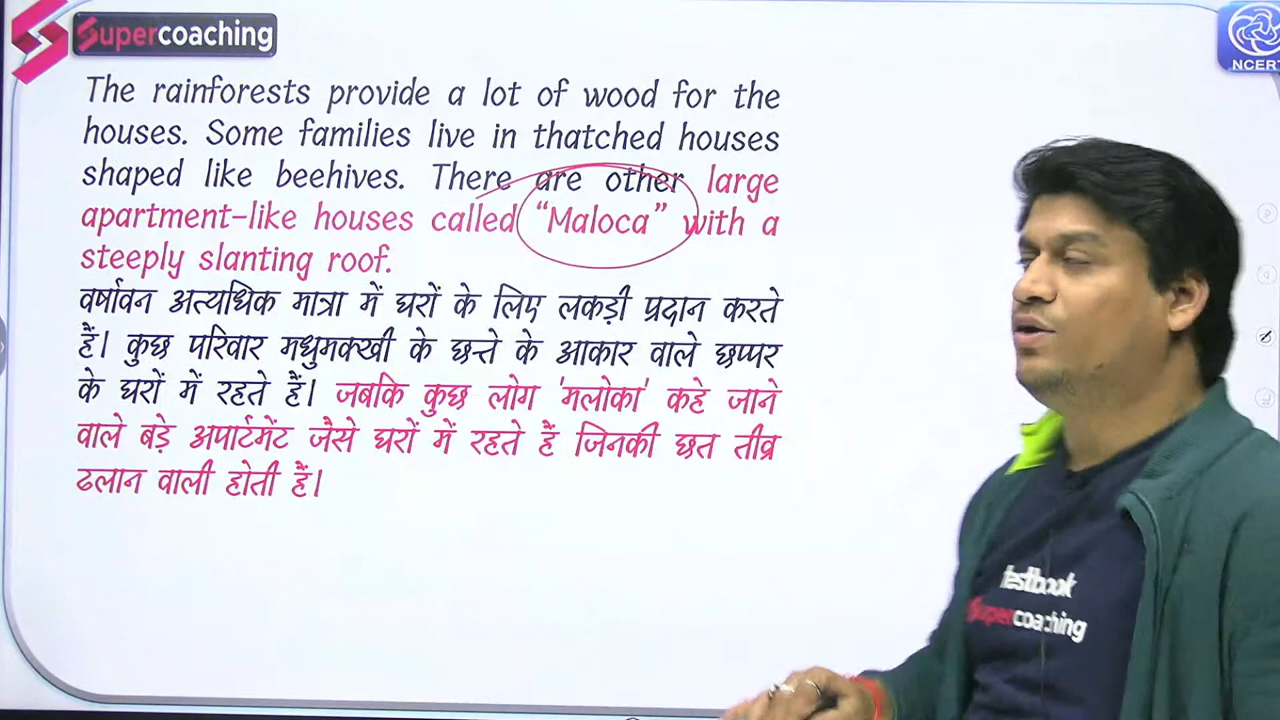 Supercoaching
NCERT
The rainforests provide a lot of wood for the
houses. Some families live in thatched houses
shaped like beehives. There are other large
apartment-like houses called “Maloca” with a
steeply slanting roof.
वर्षावन अत्यधिक मात्रा में घरों के लिए लकड़ी प्रदान करते
हैं। कुछ परिवार मधुमक्खी के छत्ते के आकार वाले छप्पर
के घरों में रहते हैं। जबकि कुछ लोग 'मलोका' कहे जाने
वाले बड़े अपार्टमेंट जैसे घरों में रहते हैं जिनकी छत तीव्र
ढलान वाली होती हैं।
testbook
Supercoaching